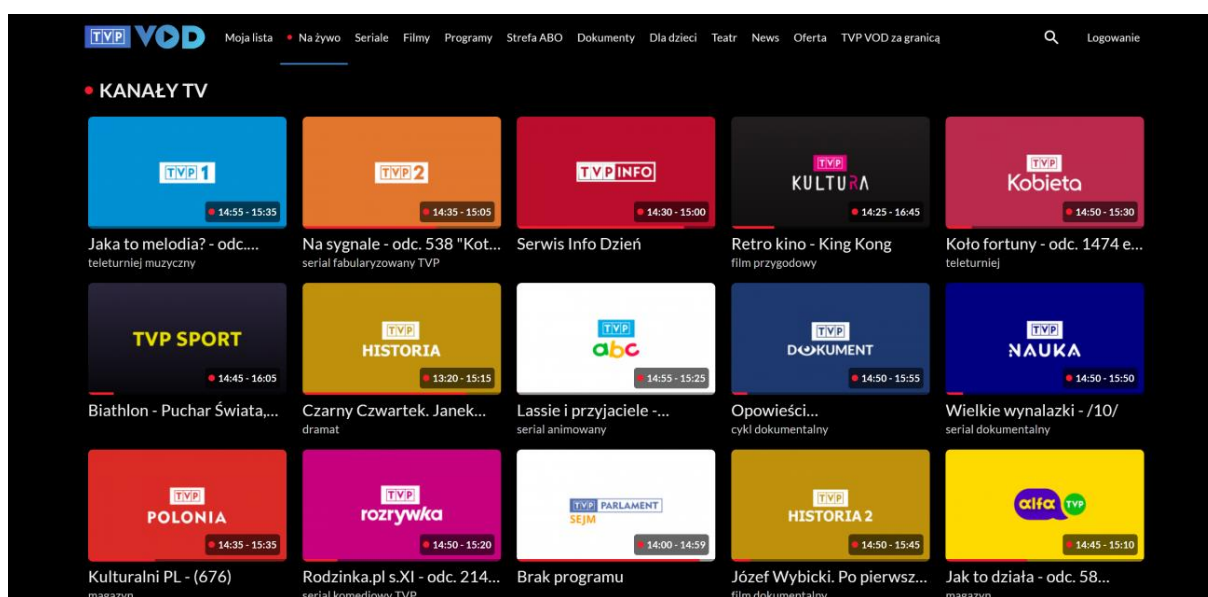 TVP VOD Moja lista Na żywo Seriale Filmy Programy Strefa ABO Dokumenty Dla dzieci Teatr News Oferta TVP VOD za granicą Logowanie
KANAŁY TV
TVP 1
14:55 - 15:35
Jaka to melodia? - odc....
teleturniej muzyczny
TVP 2
14:35 - 15:05
Na sygnale - odc. 538 "Kot...
serial fabularyzowany TVP
TVP INFO
14:30 - 15:00
Serwis Info Dzień
TVP
KULTURA
14:25 - 16:45
Retro kino - King Kong
film przygodowy
TVP
Kobieta
14:50 - 15:30
Koło fortuny - odc. 1474 e...
teleturniej
TVP SPORT
14:45 - 16:05
Biathlon - Puchar Świata,...
TVP
HISTORIA
13:20 - 15:15
Czarny Czwartek. Janek...
dramat
TVP
abc
14:55 - 15:25
Lassie i przyjaciele -...
serial animowany
TVP
DOKUMENT
14:50 - 15:55
Opowieści...
cykl dokumentalny
TVP
NAUKA
14:50 - 15:50
Wielkie wynalazki - /10/
serial dokumentalny
TVP
POLONIA
14:35 - 15:35
Kulturalni PL - (676)
magazyn
TVP
rozrywka
14:50 - 15:20
Rodzinka.pl s.XI - odc. 214...
serial komediowy TVP
TVP PARLAMENT
SEJM
14:00 - 14:59
Brak programu
TVP
HISTORIA 2
14:50 - 15:45
Józef Wybicki. Po pierwsz...
film dokumentalny
alfa TVP
14:45 - 15:10
Jak to działa - odc. 58...
magazyn